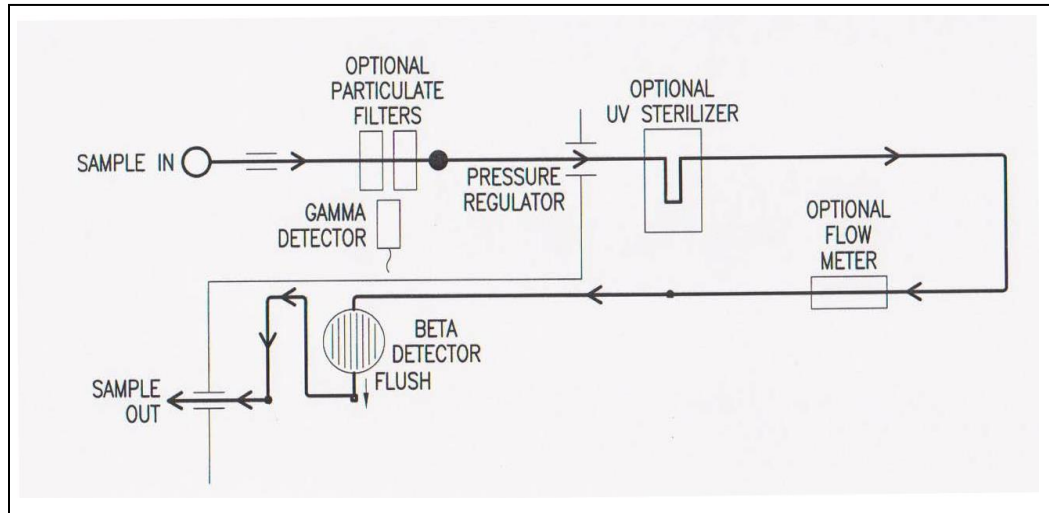 OPTIONAL
PARTICULATE
FILTERS
OPTIONAL
UV STERILIZER
SAMPLE IN
PRESSURE
REGULATOR
GAMMA
DETECTOR
OPTIONAL
FLOW
METER
BETA
DETECTOR
FLUSH
SAMPLE
OUT